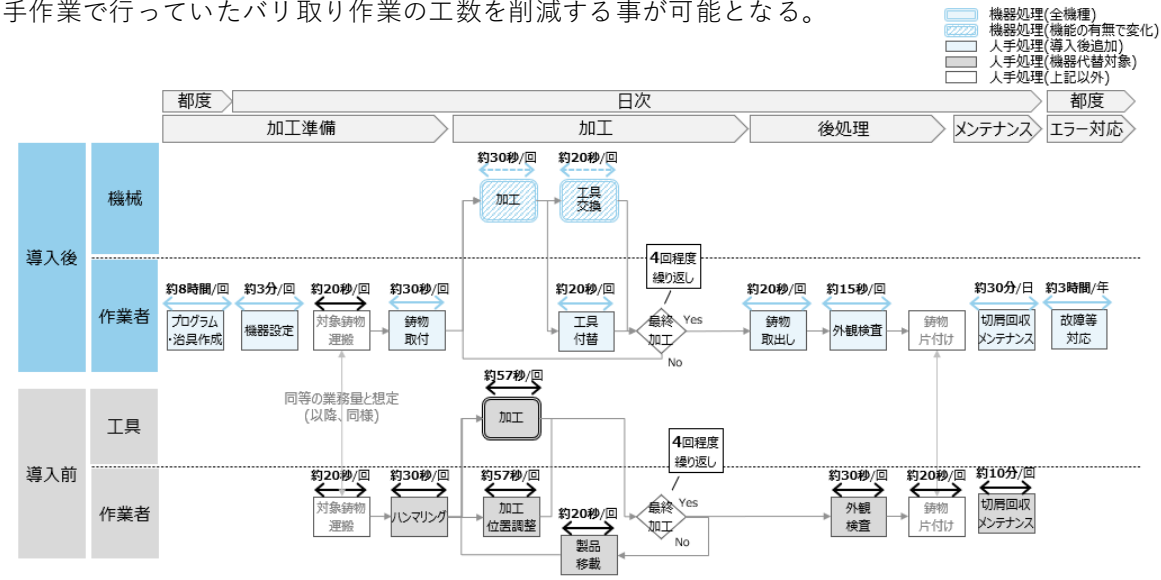 手作業で行っていたバリ取り作業の工数を削減する事が可能となる。
機器処理(全機種)
機器処理(機能の有無で変化)
人手処理(導入後追加)
人手処理(機器代替対象)
人手処理(上記以外)
都度
日次
都度
加工準備
加工
後処理
メンテナンス
エラー対応
導入後
機械
約30秒/回
加工
約20秒/回
工具
交換
作業者
約8時間/回
プログラム
・治具作成
約3分/回
機器設定
約20秒/回
対象鋳物
運搬
約30秒/回
鋳物
取付
約20秒/回
工具
付替
4回程度
繰り返し
最終
加工
Yes
No
約20秒/回
鋳物
取出し
約15秒/回
外観検査
鋳物
片付け
約30分/日
切屑回収
メンテナンス
約3時間/年
故障等
対応
同等の業務量と想定
(以降、同様)
導入前
工具
約57秒/回
加工
作業者
約20秒/回
対象鋳物
運搬
約30秒/回
ハンマリング
約57秒/回
加工
位置調整
約20秒/回
製品
移載
4回程度
繰り返し
最終
加工
Yes
No
約30秒/回
外観
検査
約20秒/回
鋳物
片付け
約10分/回
切屑回収
メンテナンス